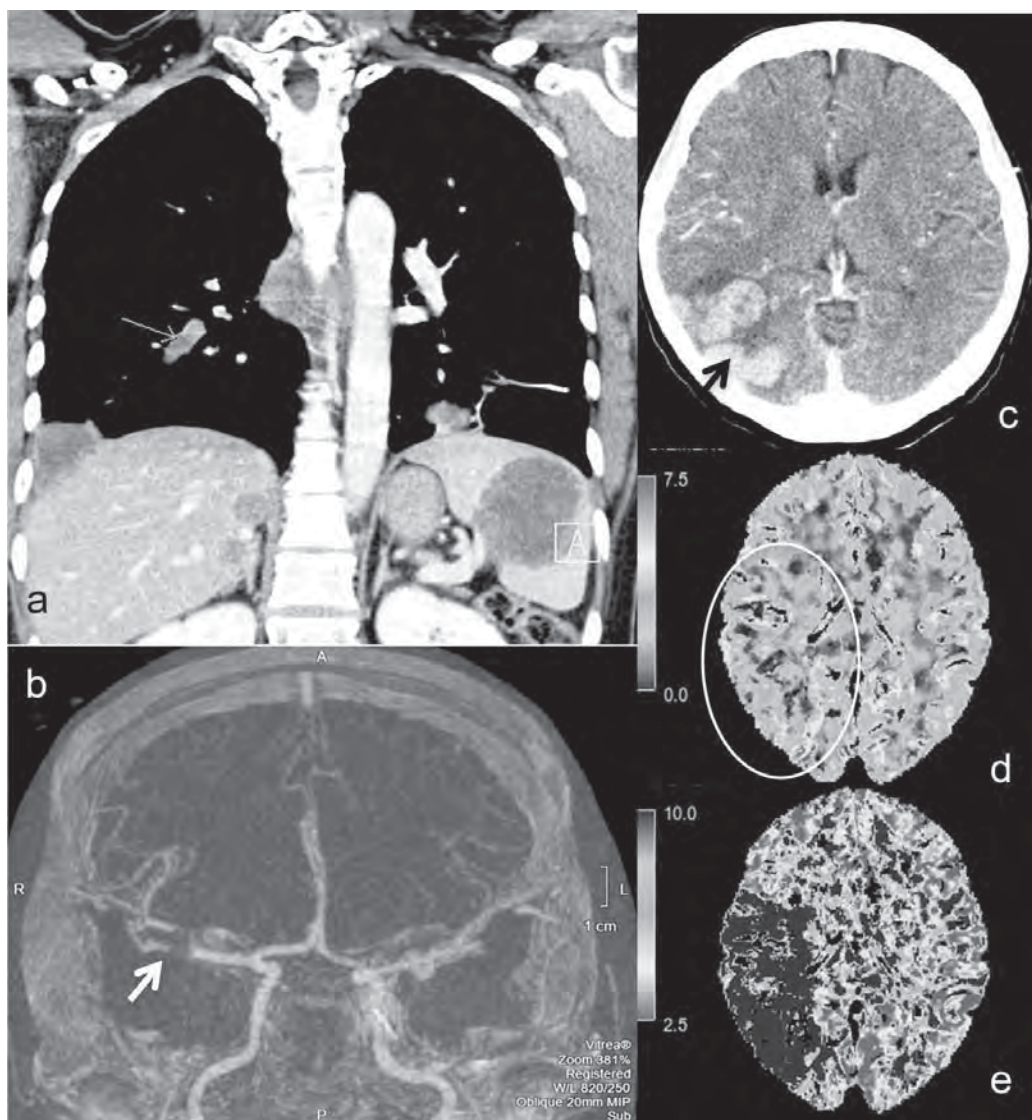 a
A
b
A
R
L
1 cm
Vitrea®
Zoom 381%
Registered
W/L 820/250
Oblique 20mm MIP
Sub
P
c
7.5
0.0
d
10.0
2.5
e